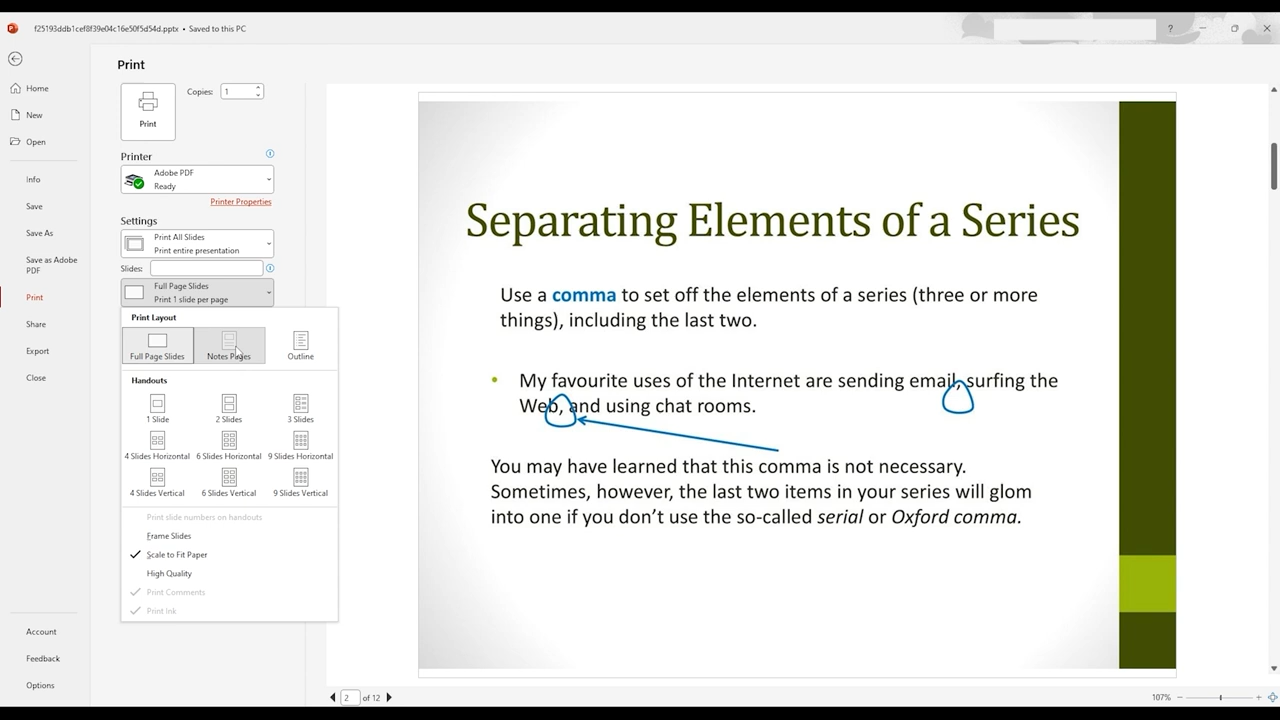 f25193ddb1cef8f39e04c16e50f5d54d.pptx • Saved to this PC
?
Print
Home
New
Open
Info
Save
Save As
Save as Adobe
PDF
Print
Share
Export
Close
Account
Feedback
Options
Print
Copies: 1
Printer
Adobe PDF
Ready
Printer Properties
Settings
Print All Slides
Print entire presentation
Slides:
Full Page Slides
Print 1 slide per page
Print Layout
Full Page Slides Notes Pages Outline
Handouts
1 Slide 2 Slides 3 Slides
4 Slides Horizontal 6 Slides Horizontal 9 Slides Horizontal
4 Slides Vertical 6 Slides Vertical 9 Slides Vertical
Print slide numbers on handouts
Frame Slides
Scale to Fit Paper
High Quality
Print Comments
Print Ink
Separating Elements of a Series
Use a comma to set off the elements of a series (three or more
things), including the last two.
• My favourite uses of the Internet are sending email, surfing the
Web, and using chat rooms.
You may have learned that this comma is not necessary.
Sometimes, however, the last two items in your series will glom
into one if you don’t use the so-called serial or Oxford comma.
2 of 12
107%